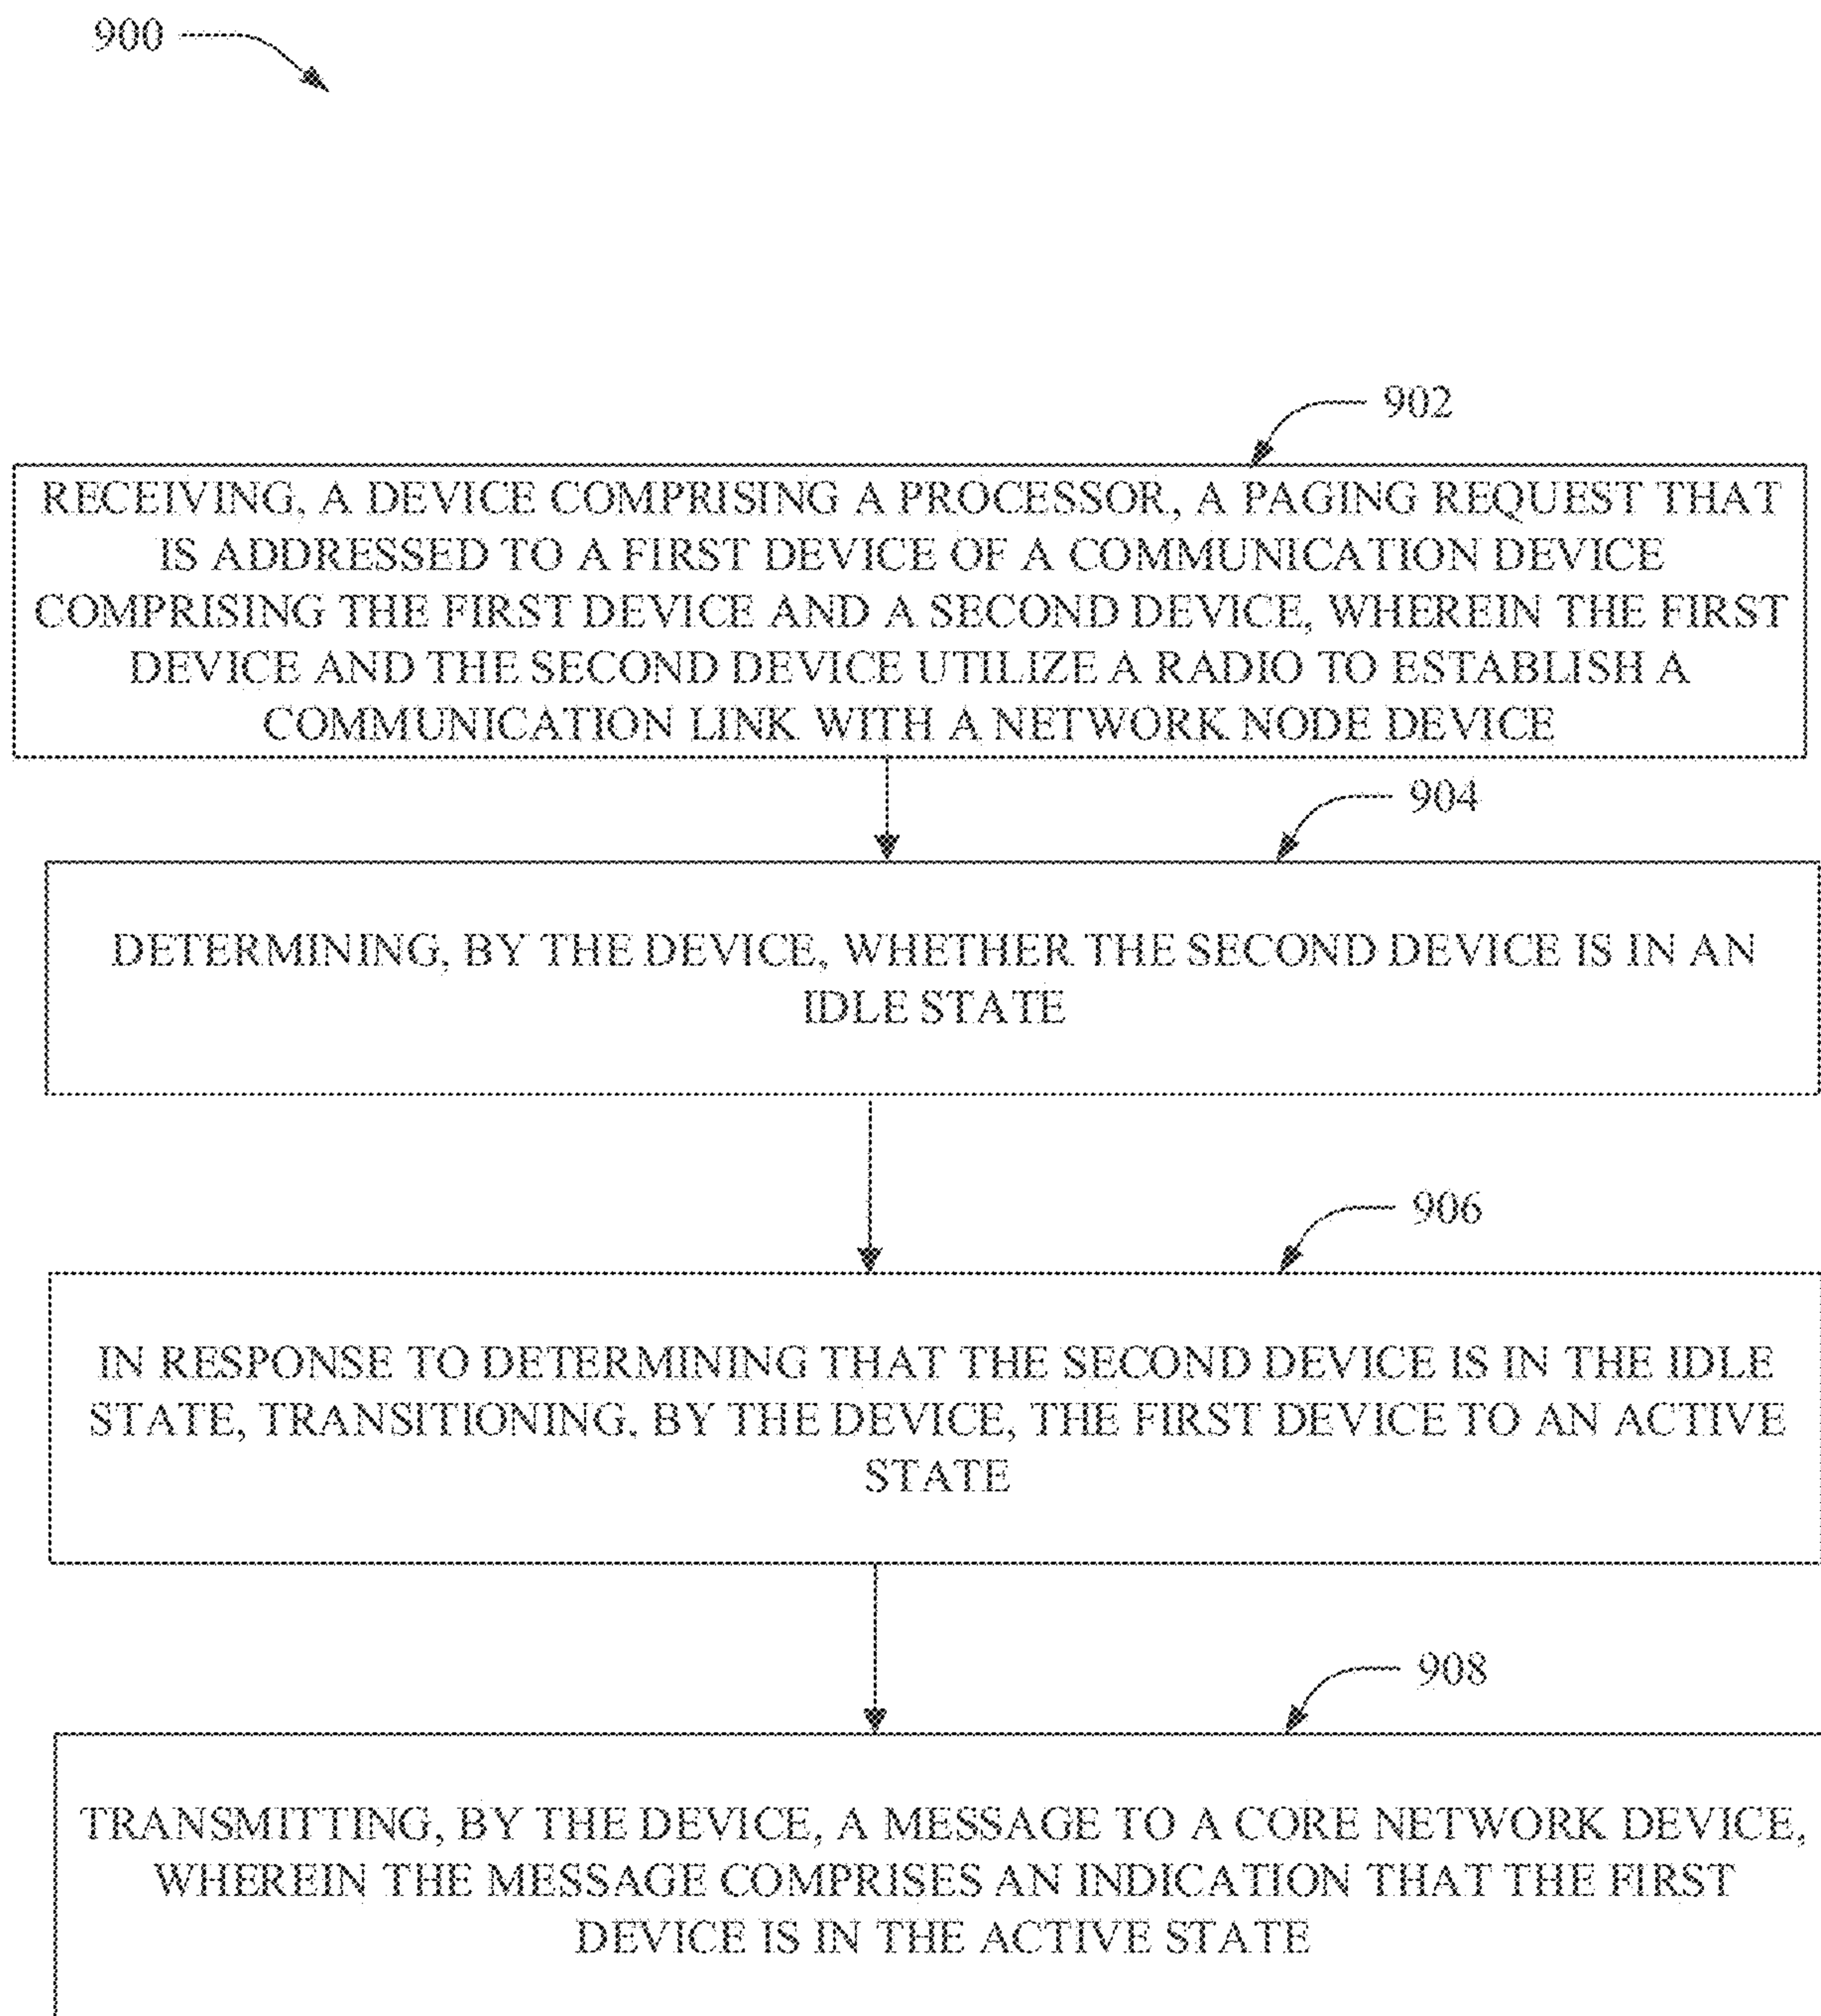 900
902
RECEIVING, A DEVICE COMPRISING A PROCESSOR, A PAGING REQUEST THAT
IS ADDRESSED TO A FIRST DEVICE OF A COMMUNICATION DEVICE
COMPRISING THE FIRST DEVICE AND A SECOND DEVICE, WHEREIN THE FIRST
DEVICE AND THE SECOND DEVICE UTILIZE A RADIO TO ESTABLISH A
COMMUNICATION LINK WITH A NETWORK NODE DEVICE
904
DETERMINING, BY THE DEVICE, WHETHER THE SECOND DEVICE IS IN AN
IDLE STATE
906
IN RESPONSE TO DETERMINING THAT THE SECOND DEVICE IS IN THE IDLE
STATE, TRANSITIONING, BY THE DEVICE, THE FIRST DEVICE TO AN ACTIVE
STATE
908
TRANSMITTING, BY THE DEVICE, A MESSAGE TO A CORE NETWORK DEVICE,
WHEREIN THE MESSAGE COMPRISES AN INDICATION THAT THE FIRST
DEVICE IS IN THE ACTIVE STATE